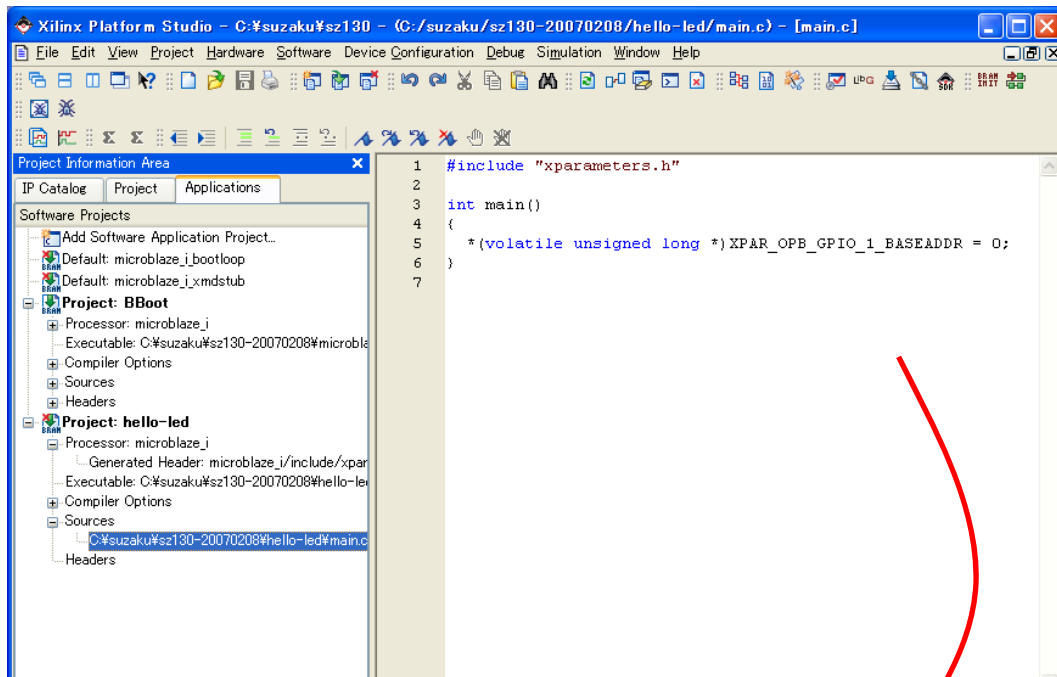 Xilinx Platform Studio - C:¥suzaku¥sz130 - (C:/suzaku/sz130-20070208/hello-led/main.c) - [main.c]
File Edit View Project Hardware Software Device Configuration Debug Simulation Window Help
Project Information Area
IP Catalog Project Applications
Software Projects
Add Software Application Project...
Default: microblaze_i_bootloop
Default: microblaze_i_xmdstub
Project: BBoot
Processor: microblaze_i
Executable: C:¥suzaku¥sz130-20070208¥microbla
Compiler Options
Sources
Headers
Project: hello-led
Processor: microblaze_i
Generated Header: microblaze_i/include/xpar
Executable: C:¥suzaku¥sz130-20070208¥hello-le
Compiler Options
Sources
C:¥suzaku¥sz130-20070208¥hello-led¥main.c
Headers
1 #include "xparameters.h"
2
3 int main()
4 {
5 *(volatile unsigned long *)XPAR_OPB_GPIO_1_BASEADDR = 0;
6 }
7